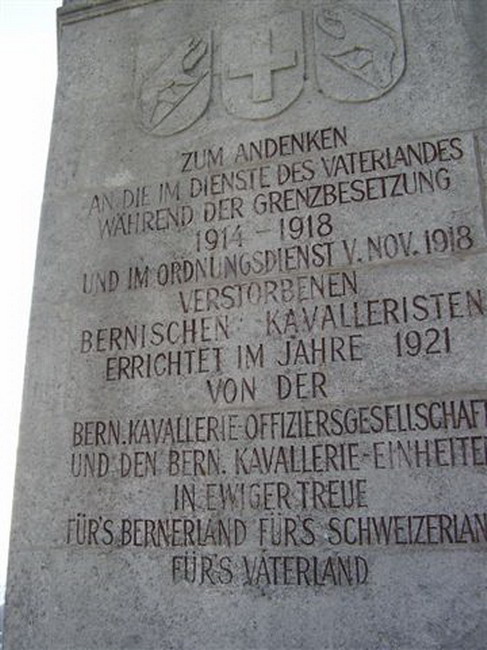 ZUM ANDENKEN
AN DIE IM DIENSTE DES VATERLANDES
WÄHREND DER GRENZBESETZUNG
1914 - 1918
UND IM ORDNUNGSDIENST V. NOV. 1918
VERSTORBENEN
BERNISCHEN KAVALLERISTEN
ERRICHTET IM JAHRE 1921
VON DER
BERN. KAVALLERIE-OFFIZIERSGESELLSCHAFT
UND DEN BERN. KAVALLERIE-EINHEITEN
IN EWIGER TREUE
FÜR'S BERNERLAND FÜR'S SCHWEIZERLAN
FÜR'S VATERLAND